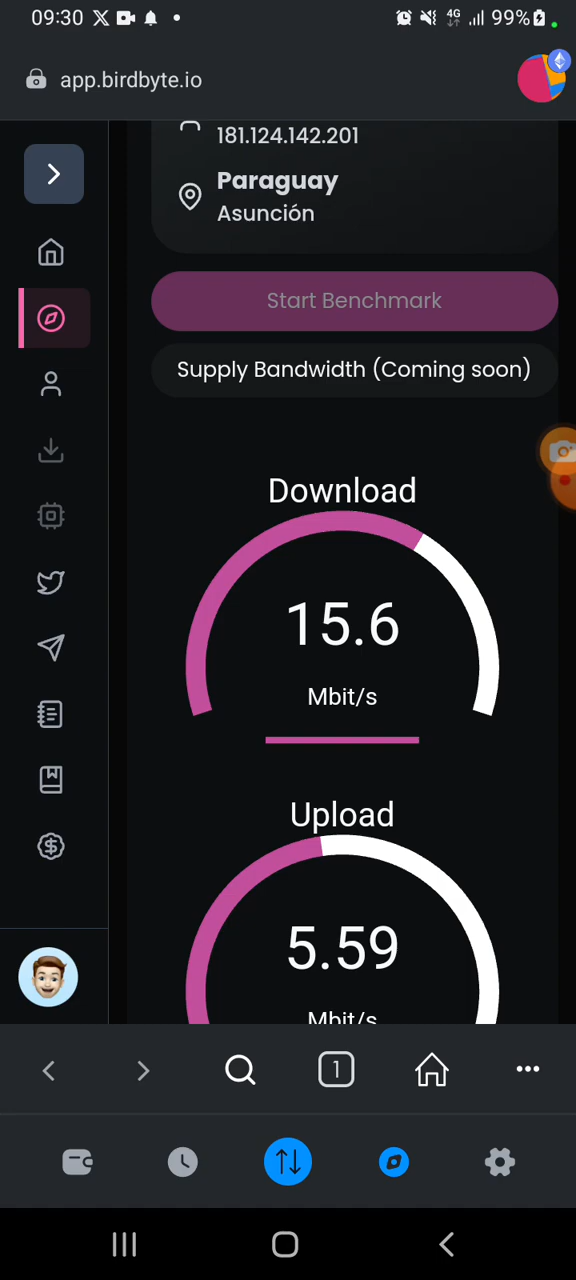 09:30
4G
99%
app.birdbyte.io
181.124.142.201
Paraguay
Asunción
Start Benchmark
Supply Bandwidth (Coming soon)
Download
15.6
Mbit/s
Upload
5.59
Mbit/s
1